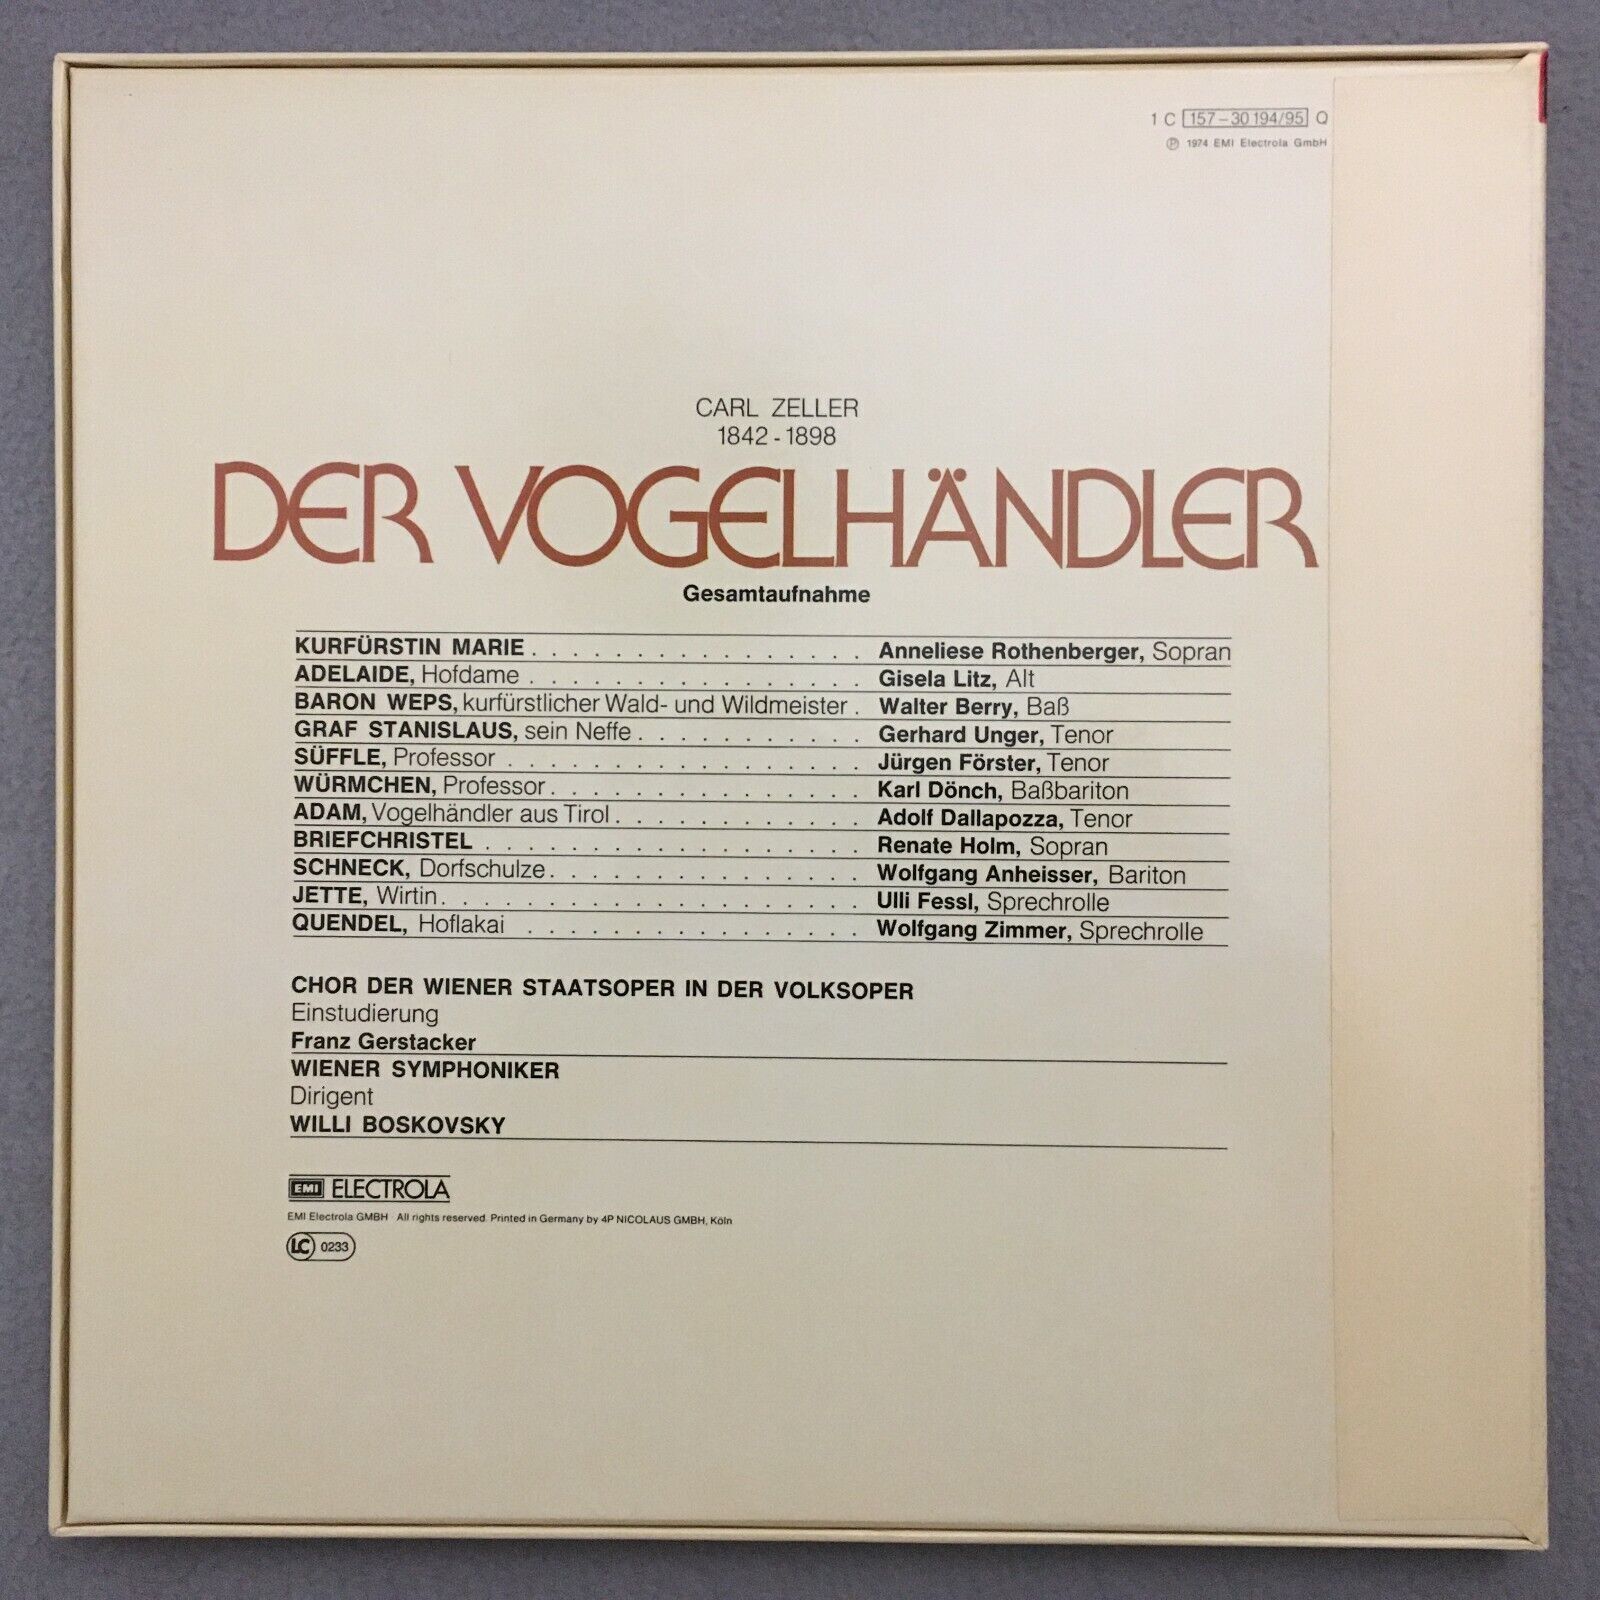 1 C 157-30 194/95 Q
Ⓟ 1974 EMI Electrola GmbH
CARL ZELLER
1842 - 1898
DER VOGELHÄNDLER
Gesamtaufnahme
KURFÜRSTIN MARIE . . . . . . . . . . . . . . . . Anneliese Rothenberger, Sopran
ADELAIDE, Hofdame . . . . . . . . . . . . . . . . Gisela Litz, Alt
BARON WEPS, kurfürstlicher Wald- und Wildmeister . Walter Berry, Baß
GRAF STANISLAUS, sein Neffe . . . . . . . . . . . Gerhard Unger, Tenor
SÜFFLE, Professor . . . . . . . . . . . . . . . . . Jürgen Förster, Tenor
WÜRMCHEN, Professor . . . . . . . . . . . . . . . Karl Dönch, Baßbariton
ADAM, Vogelhändler aus Tirol . . . . . . . . . . . . Adolf Dallapozza, Tenor
BRIEFCHRISTEL . . . . . . . . . . . . . . . . . . Renate Holm, Sopran
SCHNECK, Dorfschulze . . . . . . . . . . . . . . . Wolfgang Anheisser, Bariton
JETTE, Wirtin . . . . . . . . . . . . . . . . . . . . Ulli Fessl, Sprechrolle
QUENDEL, Hoflakai . . . . . . . . . . . . . . . . Wolfgang Zimmer, Sprechrolle
CHOR DER WIENER STAATSOPER IN DER VOLKSOPER
Einstudierung
Franz Gerstacker
WIENER SYMPHONIKER
Dirigent
WILLI BOSKOVSKY
EMI ELECTROLA
EMI Electrola GMBH All rights reserved. Printed in Germany by 4P NICOLAUS GMBH, Köln
LC 0233